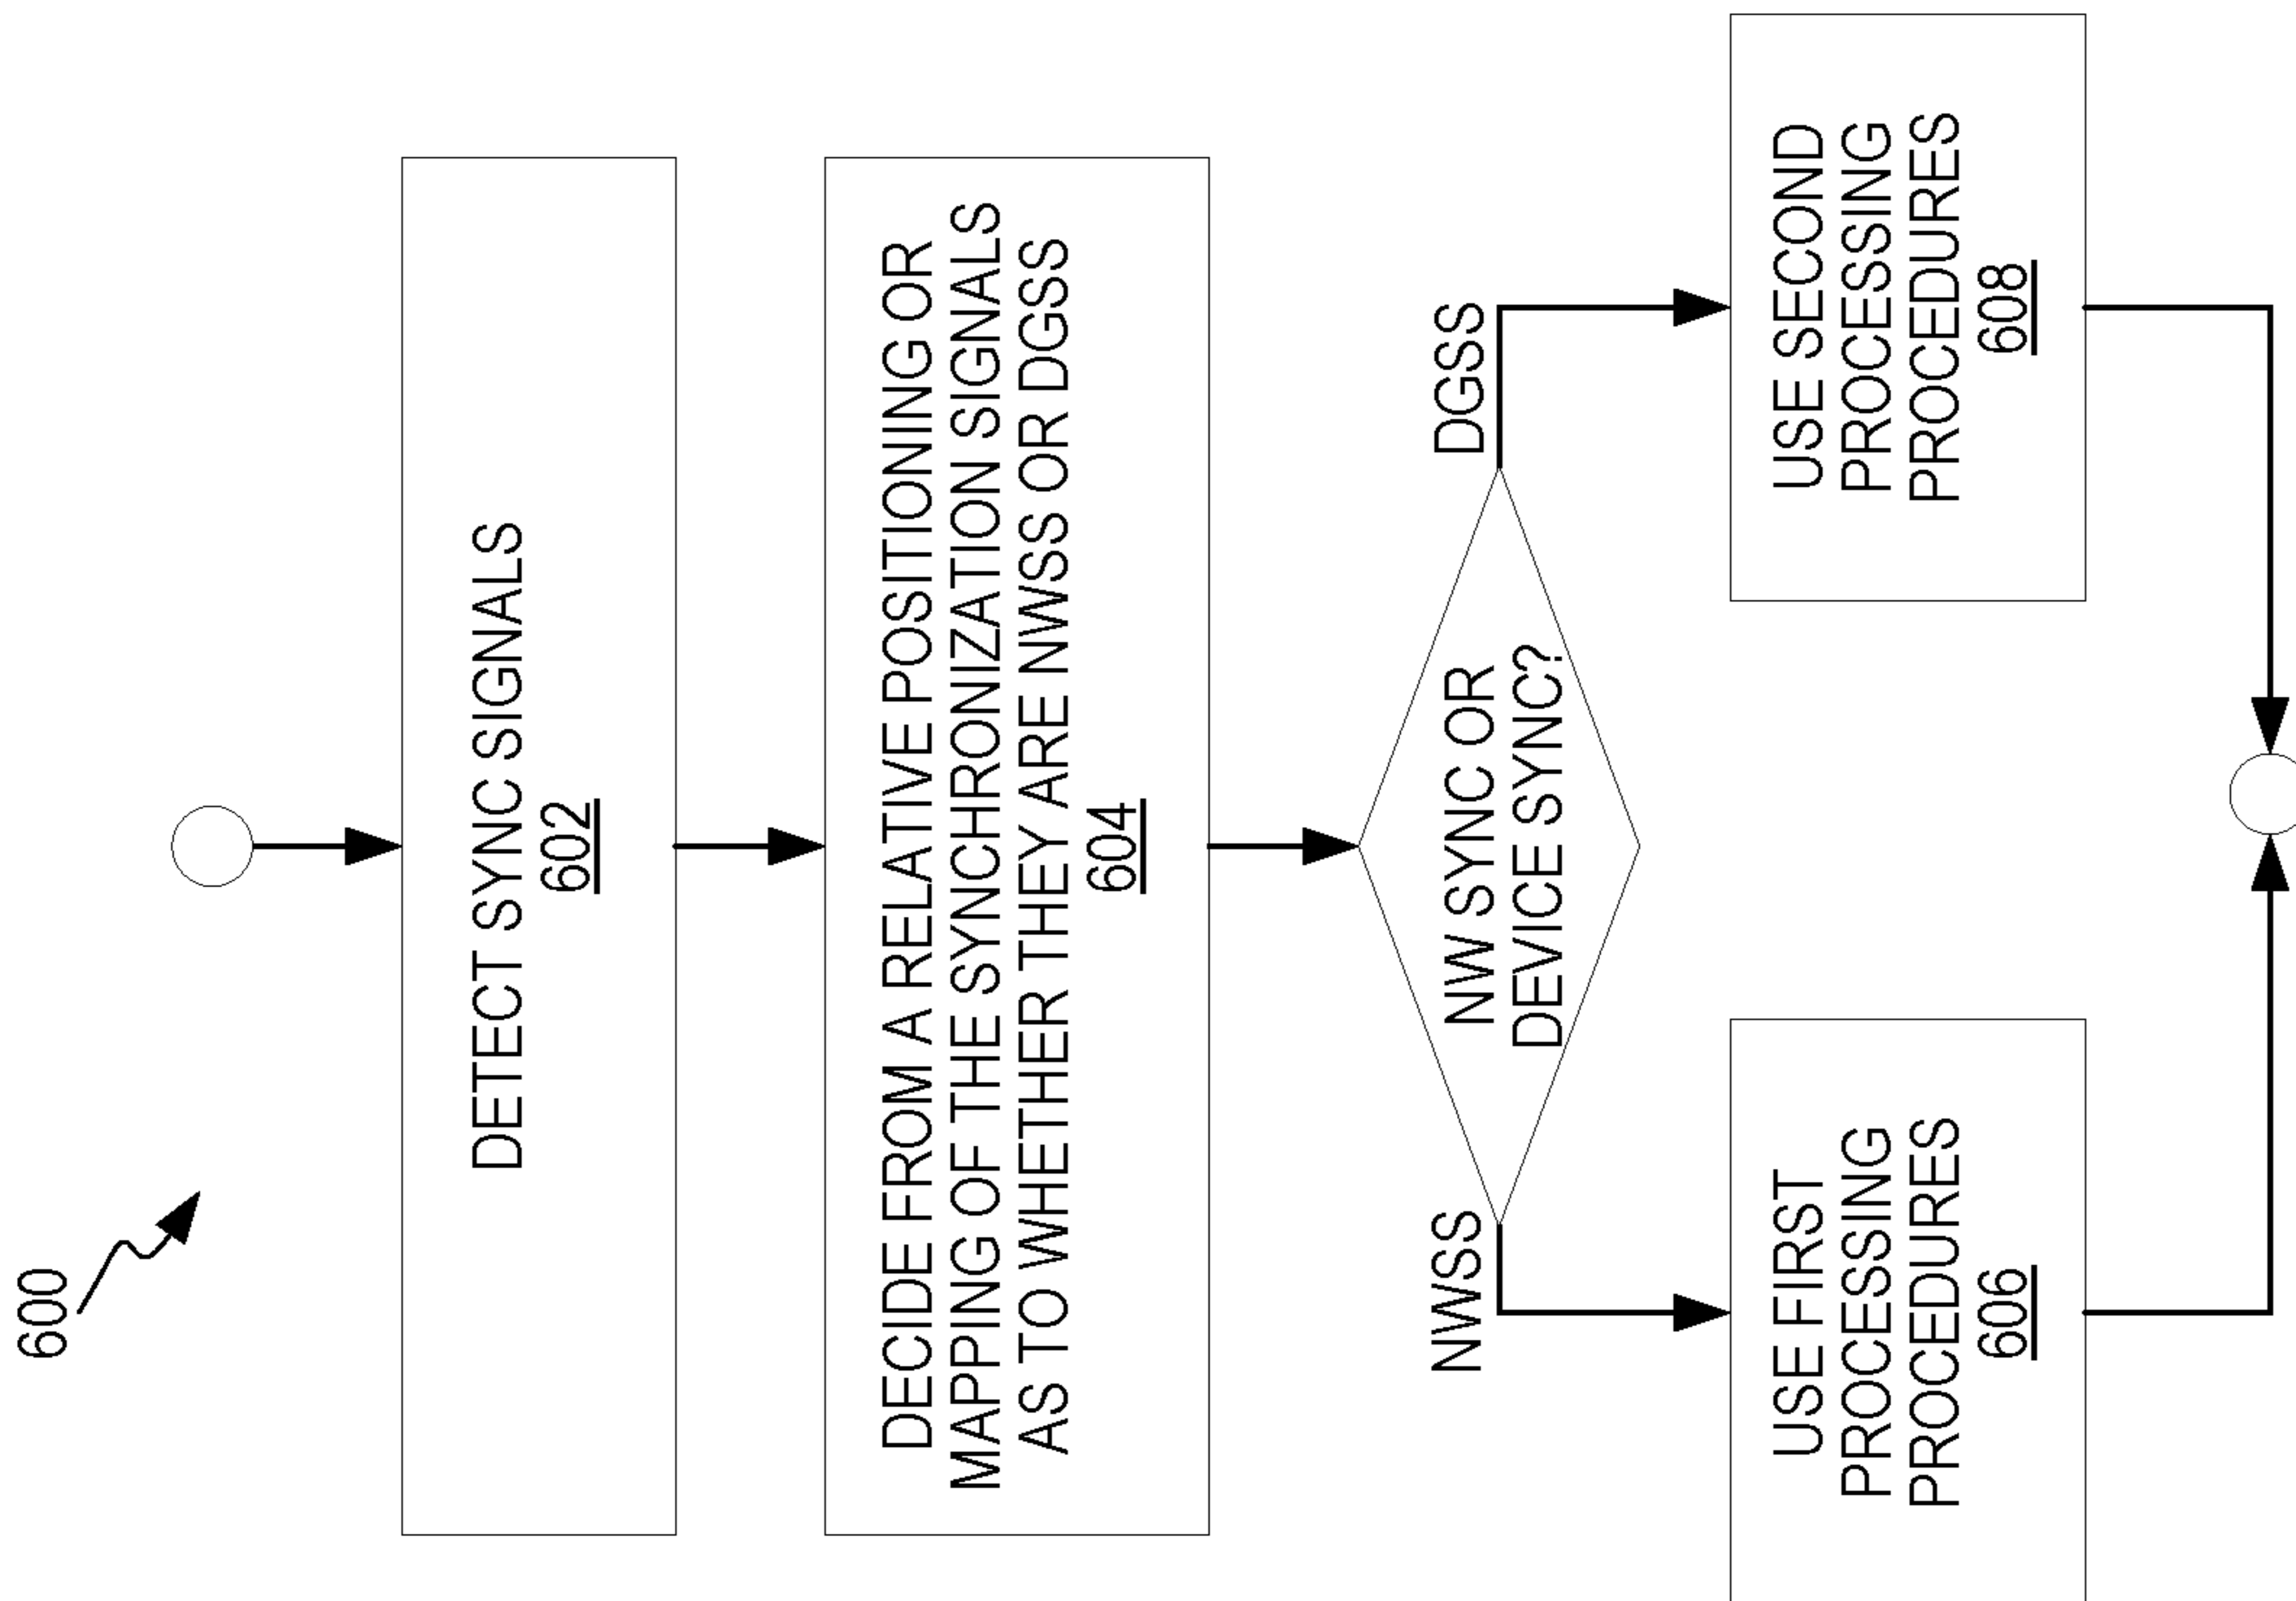 600
DETECT SYNC SIGNALS
602
DECIDE FROM A RELATIVE POSITIONING OR
MAPPING OF THE SYNCHRONIZATION SIGNALS
AS TO WHETHER THEY ARE NWSS OR DGSS
604
NW SYNC OR
DEVICE SYNC?
NWSS
DGSS
USE FIRST
PROCESSING
PROCEDURES
606
USE SECOND
PROCESSING
PROCEDURES
608